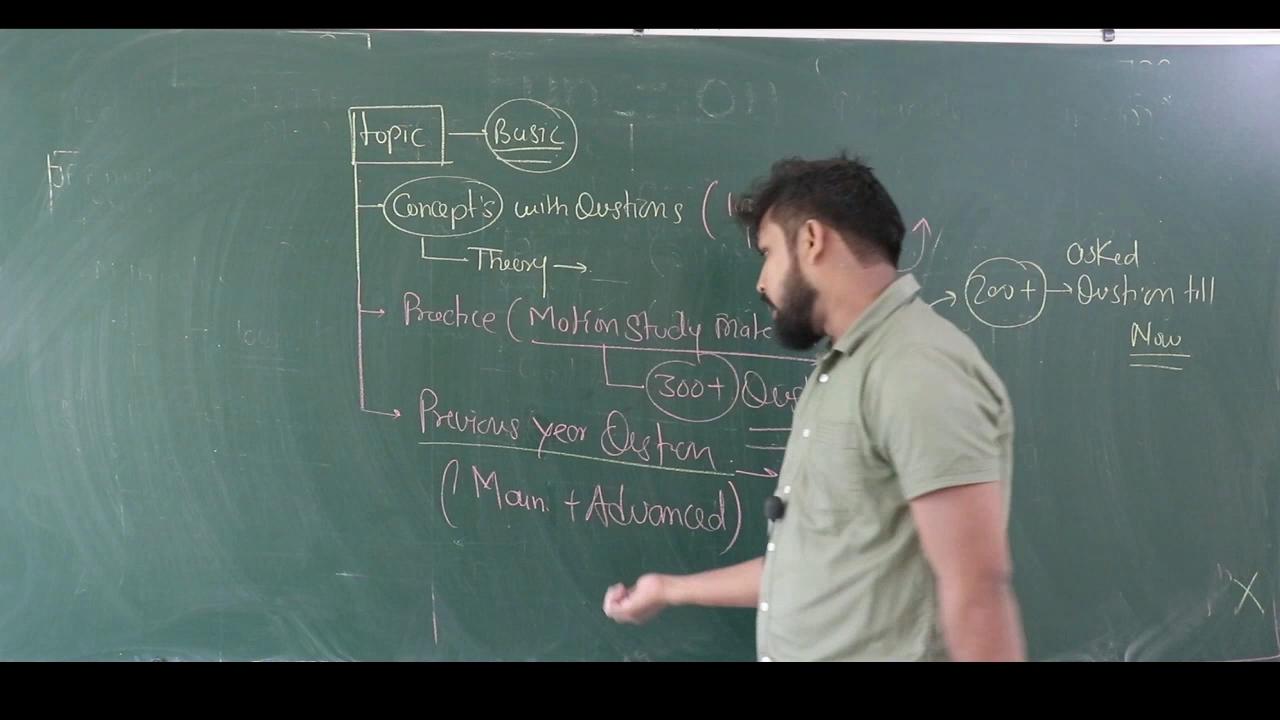 topic — Basic
Concept's with Qustions (
Theory →
asked
200+ → Qustion till
Now
Practice ( Motion Study mate
300+ Qus
Previous year Qustion →
( Main + Advanced )
X